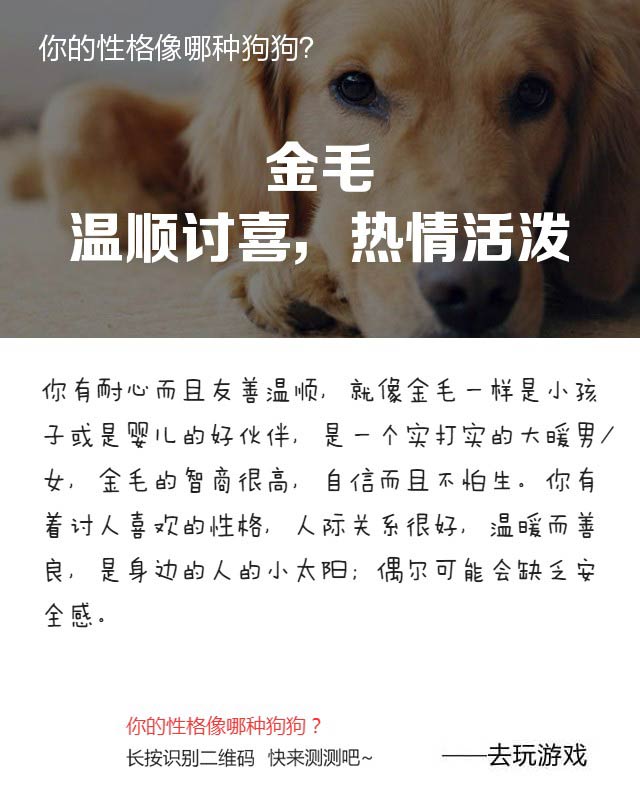 你的性格像哪种狗狗?
金毛
温顺讨喜，热情活泼
你有耐心而且友善温顺，就像金毛一样是小孩
子或是婴儿的好伙伴，是一个实打实的大暖男/
女，金毛的智商很高，自信而且不怕生。你有
着讨人喜欢的性格，人际关系很好，温暖而善
良，是身边的人的小太阳；偶尔可能会缺乏安
全感。
你的性格像哪种狗狗？
长按识别二维码 快来测测吧~
——去玩游戏